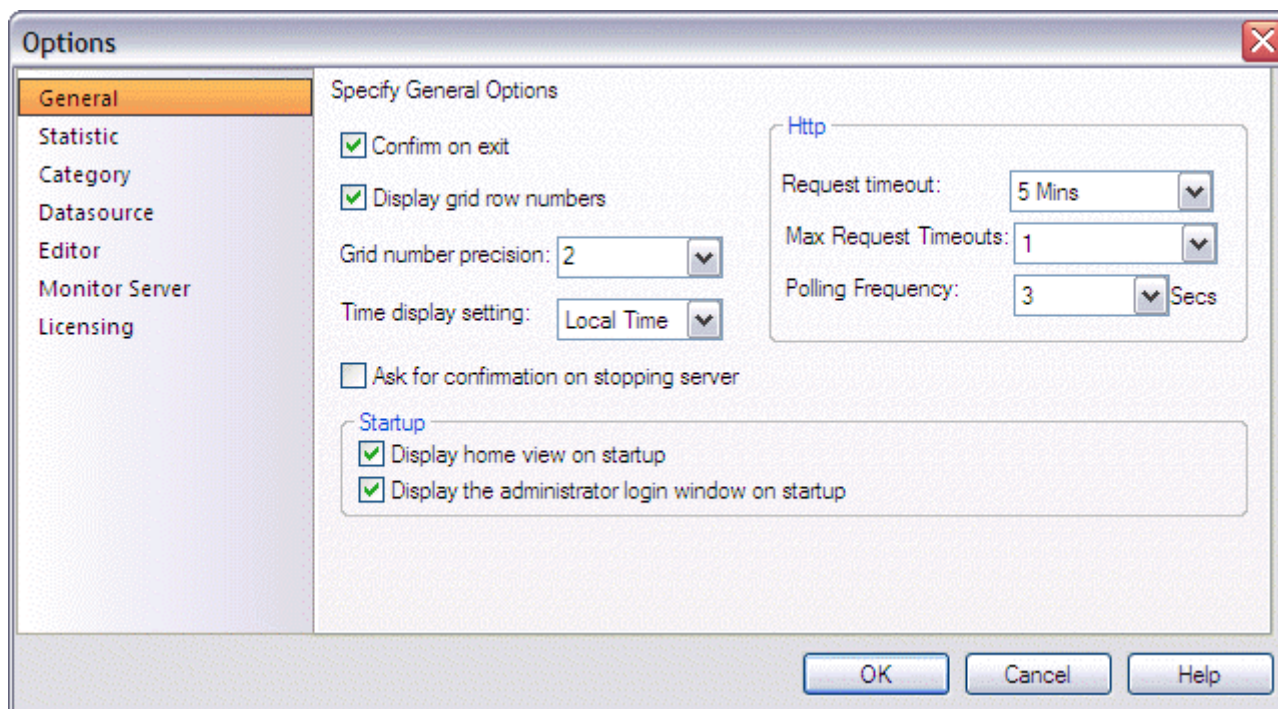 Options
General
Statistic
Category
Datasource
Editor
Monitor Server
Licensing
Specify General Options
Confirm on exit
Display grid row numbers
Grid number precision: 2
Time display setting: Local Time
Ask for confirmation on stopping server
Http
Request timeout: 5 Mins
Max Request Timeouts: 1
Polling Frequency: 3 Secs
Startup
Display home view on startup
Display the administrator login window on startup
OK Cancel Help